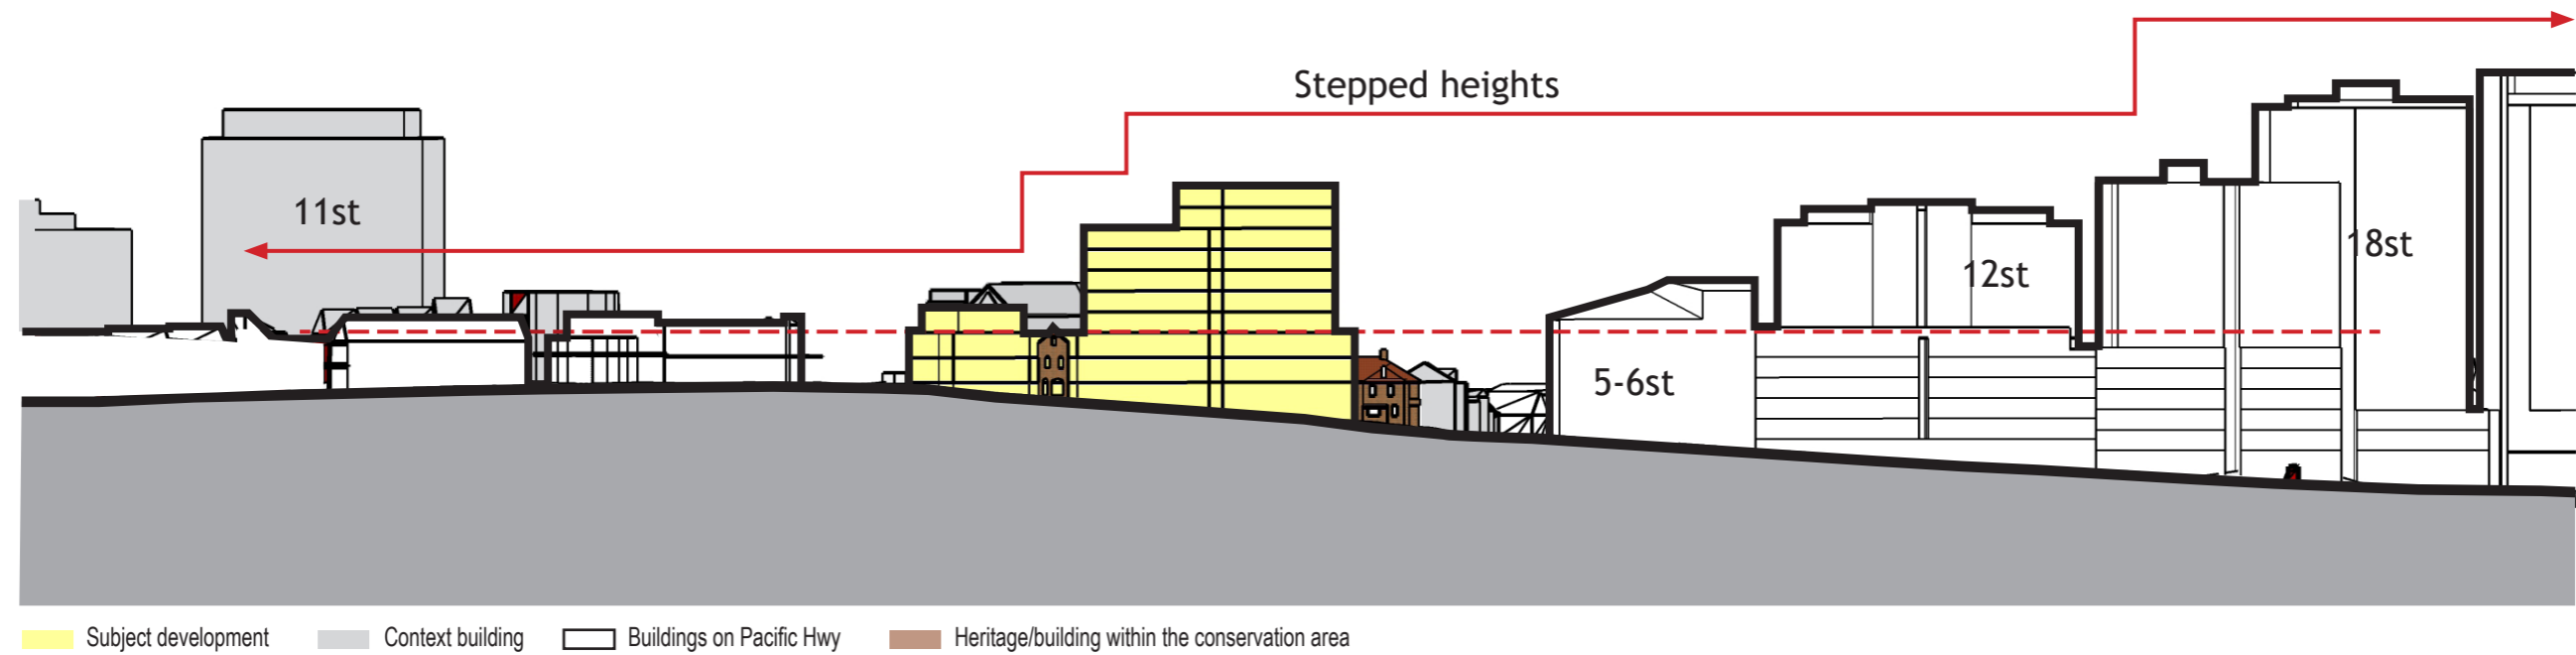 Stepped heights
11st
18st
12st
5-6st
Subject development
Context building
Buildings on Pacific Hwy
Heritage/building within the conservation area